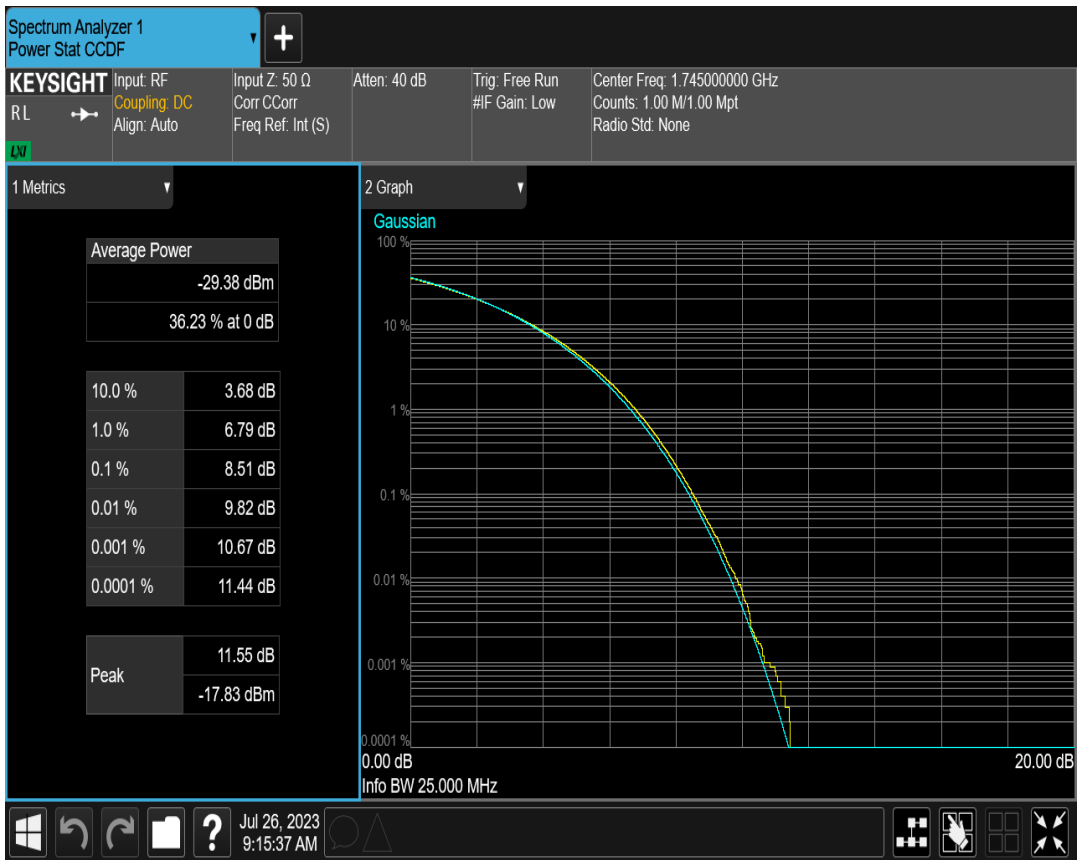 Spectrum Analyzer 1
Power Stat CCDF
+
KEYSIGHT
RL
LXI
Input: RF
Coupling: DC
Align: Auto
Input Z: 50 Ω
Corr CCorr
Freq Ref: Int (S)
Atten: 40 dB
Trig: Free Run
#IF Gain: Low
Center Freq: 1.745000000 GHz
Counts: 1.00 M/1.00 Mpt
Radio Std: None
1 Metrics
Average Power
-29.38 dBm
36.23 % at 0 dB
10.0 % 3.68 dB
1.0 % 6.79 dB
0.1 % 8.51 dB
0.01 % 9.82 dB
0.001 % 10.67 dB
0.0001 % 11.44 dB
Peak
11.55 dB
-17.83 dBm
2 Graph
Gaussian
100 %
10 %
1 %
0.1 %
0.01 %
0.001 %
0.0001 %
0.00 dB 20.00 dB
Info BW 25.000 MHz
?
Jul 26, 2023
9:15:37 AM